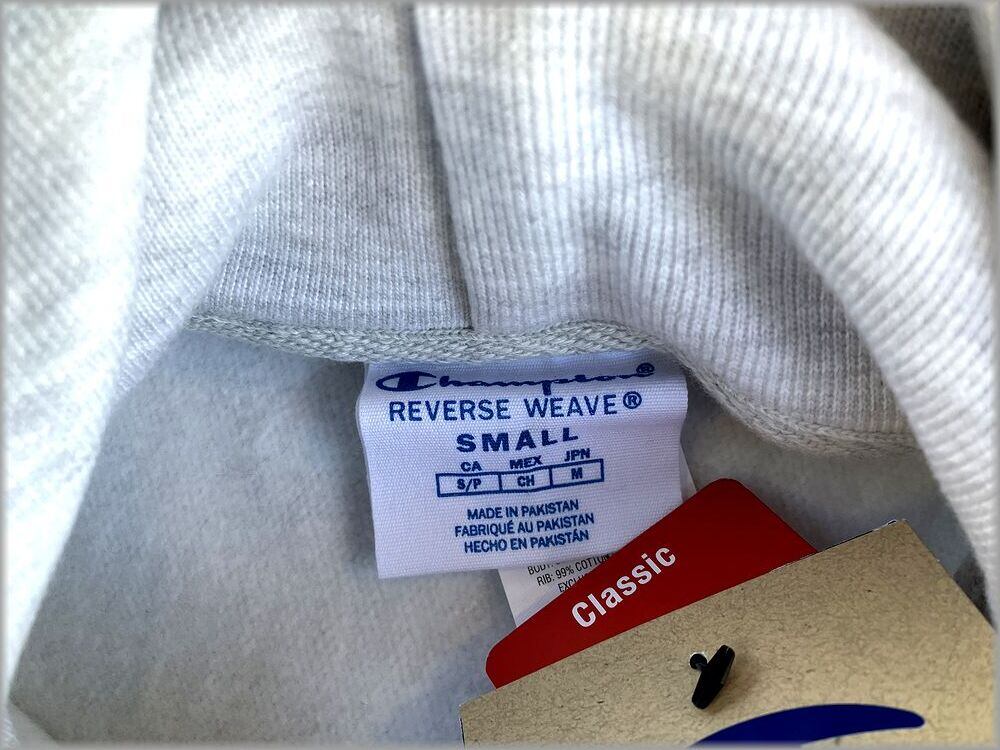 Champion®
REVERSE WEAVE®
SMALL
CA MEX JPN
S/P CH M
MADE IN PAKISTAN
FABRIQUÉ AU PAKISTAN
HECHO EN PAKISTÁN
RIB: 99% COTTON
Classic